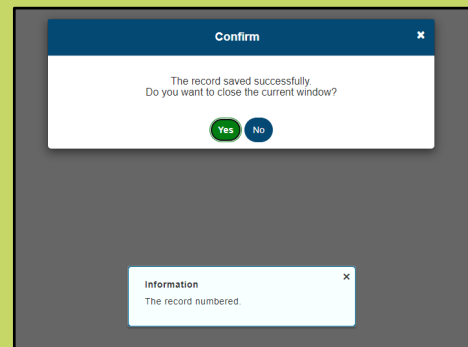 Confirm
The record saved successfully.
Do you want to close the current window?
Yes No
Information
The record numbered.